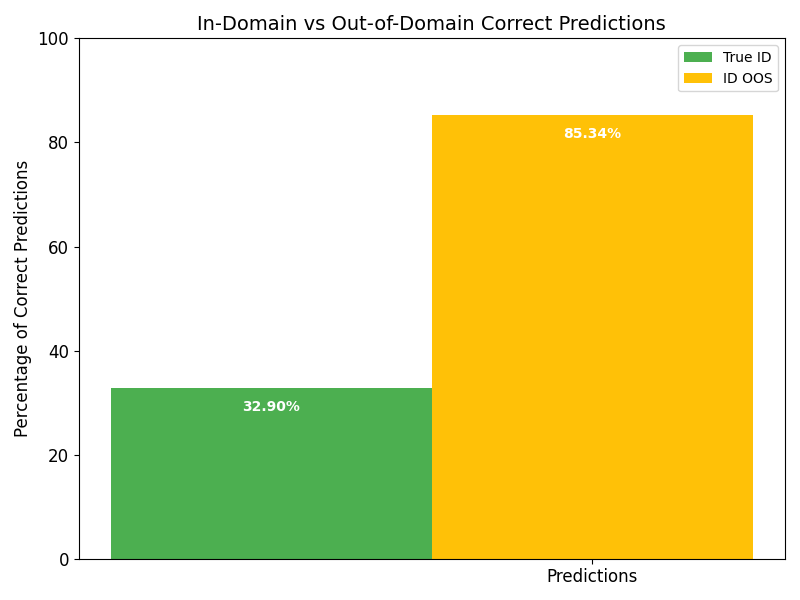 In-Domain vs Out-of-Domain Correct Predictions
100
True ID
ID OOS
85.34%
80
60
Percentage of Correct Predictions
40
32.90%
20
0
Predictions